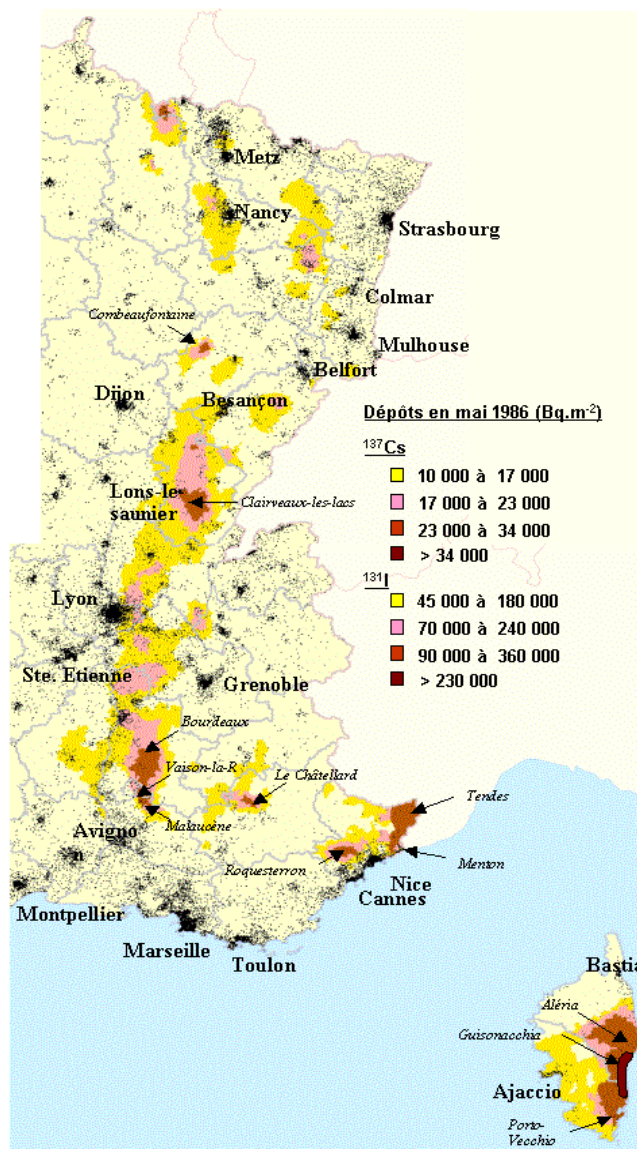 Metz
Nancy
Strasbourg
Colmar
Combeaufontaine
Mulhouse
Belfort
Dijon
Besançon
Dépôts en mai 1986 (Bq.m-2)
137Cs
10 000 à 17 000
17 000 à 23 000
23 000 à 34 000
> 34 000
131I
45 000 à 180 000
70 000 à 240 000
90 000 à 360 000
> 230 000
Lons-le
saunier
Clairveaux-les-lacs
Lyon
Ste. Etienne
Grenoble
Bourdeaux
Vaison-la-R
Le Châtellard
Tendes
Malaucène
Avigno
n
Roquesterron
Menton
Nice
Cannes
Montpellier
Marseille
Toulon
Bastia
Aléria
Guisonacchia
Ajaccio
Porto-
Vecchio